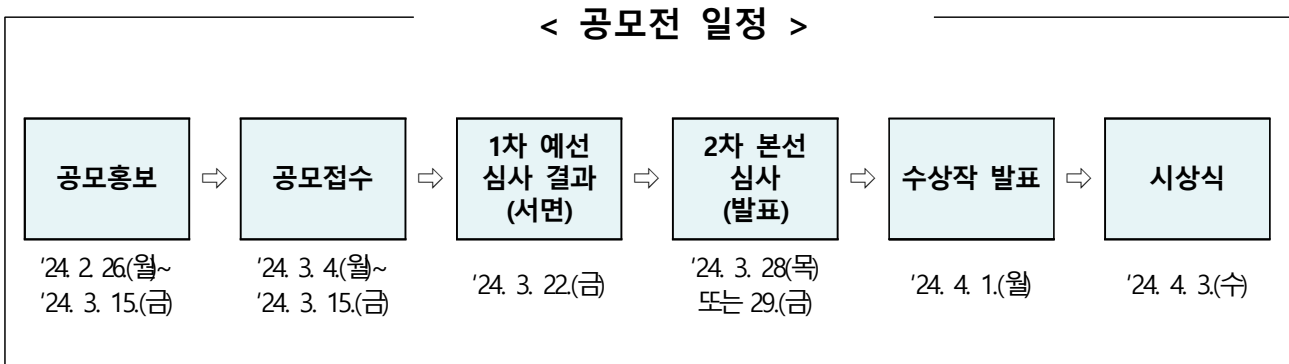 < 공모전 일정 >
공모홍보
⇨
공모접수
⇨
1차 예선
심사 결과
(서면)
⇨
2차 본선
심사
(발표)
⇨
수상작 발표
⇨
시상식
'24. 2. 26.(월)~
'24. 3. 15.(금)
'24. 3. 4.(월)~
'24. 3. 15.(금)
'24. 3. 22.(금)
'24. 3. 28(목)
또는 29.(금)
'24. 4. 1.(월)
'24. 4. 3.(수)